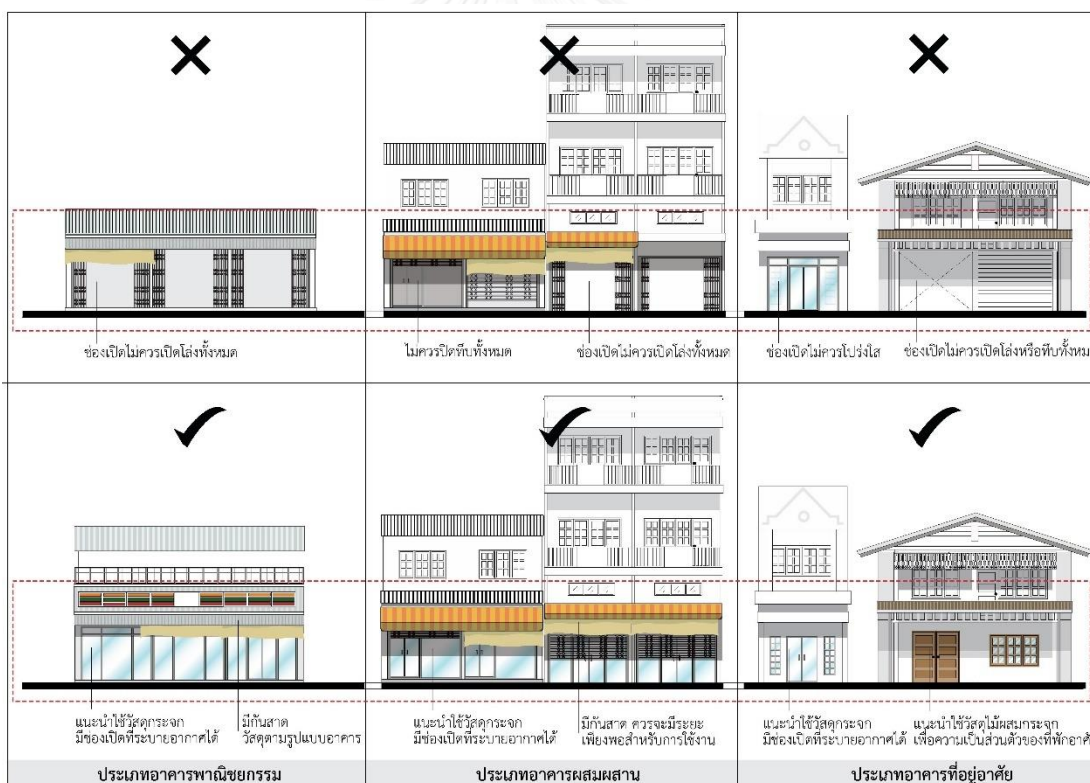 ช่องเปิดไม่ควรเปิดโล่งทั้งหมด
ไม่ควรปิดทึบทั้งหมด
ช่องเปิดไม่ควรเปิดโล่งทั้งหมด
ช่องเปิดไม่ควรโปร่งใส
ช่องเปิดไม่ควรเปิดโล่งหรือทึบทั้งหม
แนะนำใช้วัสดุกระจก
มีช่องเปิดที่ระบายอากาศได้
มีกันสาด
วัสดุตามรูปแบบอาคาร
แนะนำใช้วัสดุกระจก
มีช่องเปิดที่ระบายอากาศได้
มีกันสาด ควรจะมีระยะ
เพียงพอสำหรับการใช้งาน
แนะนำใช้วัสดุกระจก
มีช่องเปิดที่ระบายอากาศได้
แนะนำใช้วัสดุไม้ผสมกระจก
เพื่อความเป็นส่วนตัวของที่พักอาศั
ประเภทอาคารพาณิชยกรรม
ประเภทอาคารผสมผสาน
ประเภทอาคารที่อยู่อาศัย